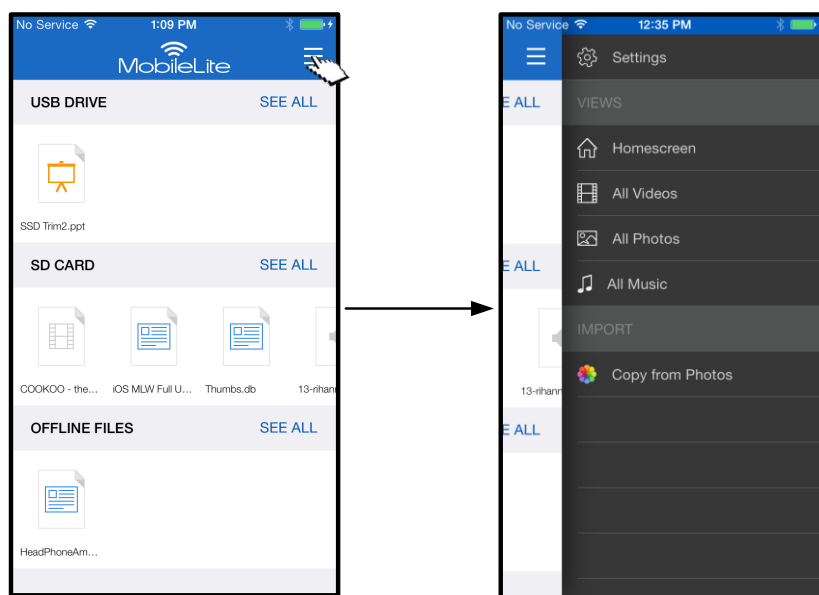 No Service 1:09 PM
MobileLite
USB DRIVE SEE ALL
SSD Trim2.ppt
SD CARD SEE ALL
COOKOO - the... iOS MLW Full U... Thumbs.db 13-rihann
OFFLINE FILES SEE ALL
HeadPhoneAm...
No Service 12:35 PM
Settings
E ALL VIEWS
Homescreen
All Videos
All Photos
E ALL
All Music
IMPORT
Copy from Photos
13-rihann
E ALL